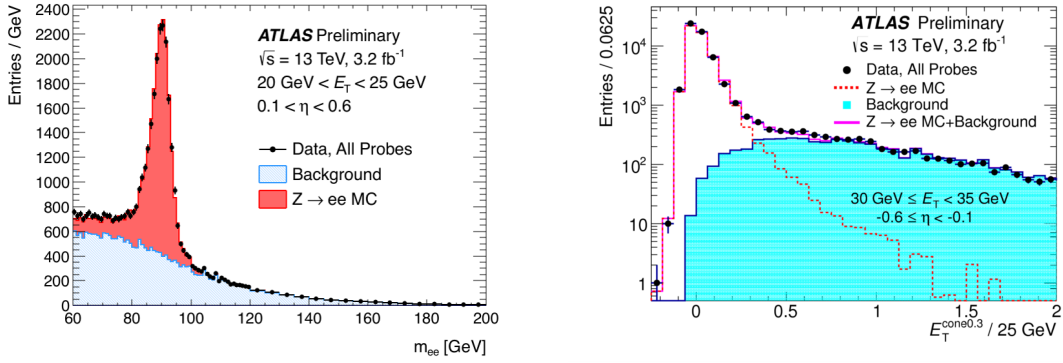 Entries / GeV
2400
2200
2000
1800
1600
1400
1200
1000
800
600
400
200
0
ATLAS Preliminary
√s = 13 TeV, 3.2 fb⁻¹
20 GeV < E_T < 25 GeV
0.1 < η < 0.6
Data, All Probes
Background
Z → ee MC
60 80 100 120 140 160 180 200
m_ee [GeV]
Entries / 0.0625
10⁴
10³
10²
10
1
ATLAS Preliminary
√s = 13 TeV, 3.2 fb⁻¹
Data, All Probes
Z → ee MC
Background
Z → ee MC+Background
30 GeV ≤ E_T < 35 GeV
-0.6 ≤ η < -0.1
0 0.5 1 1.5 2
E_T^cone0.3 / 25 GeV